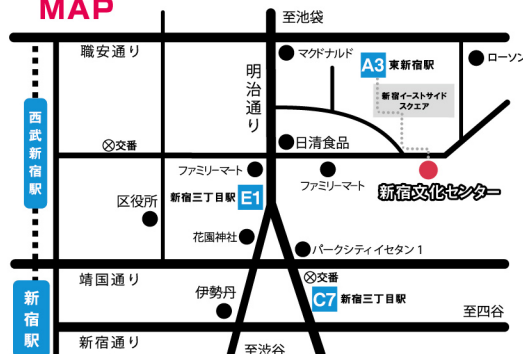 MAP
至池袋
職安通り
マクドナルド
A3 東新宿駅
ローソン
明治通り
新宿イーストサイド
スクエア
西武新宿駅
交番
日清食品
ファミリーマート
ファミリーマート
新宿文化センター
区役所
新宿三丁目駅 E1
花園神社
パークシティイセタン1
靖国通り
交番
新宿駅
伊勢丹
C7 新宿三丁目駅
至四谷
新宿通り
至渋谷